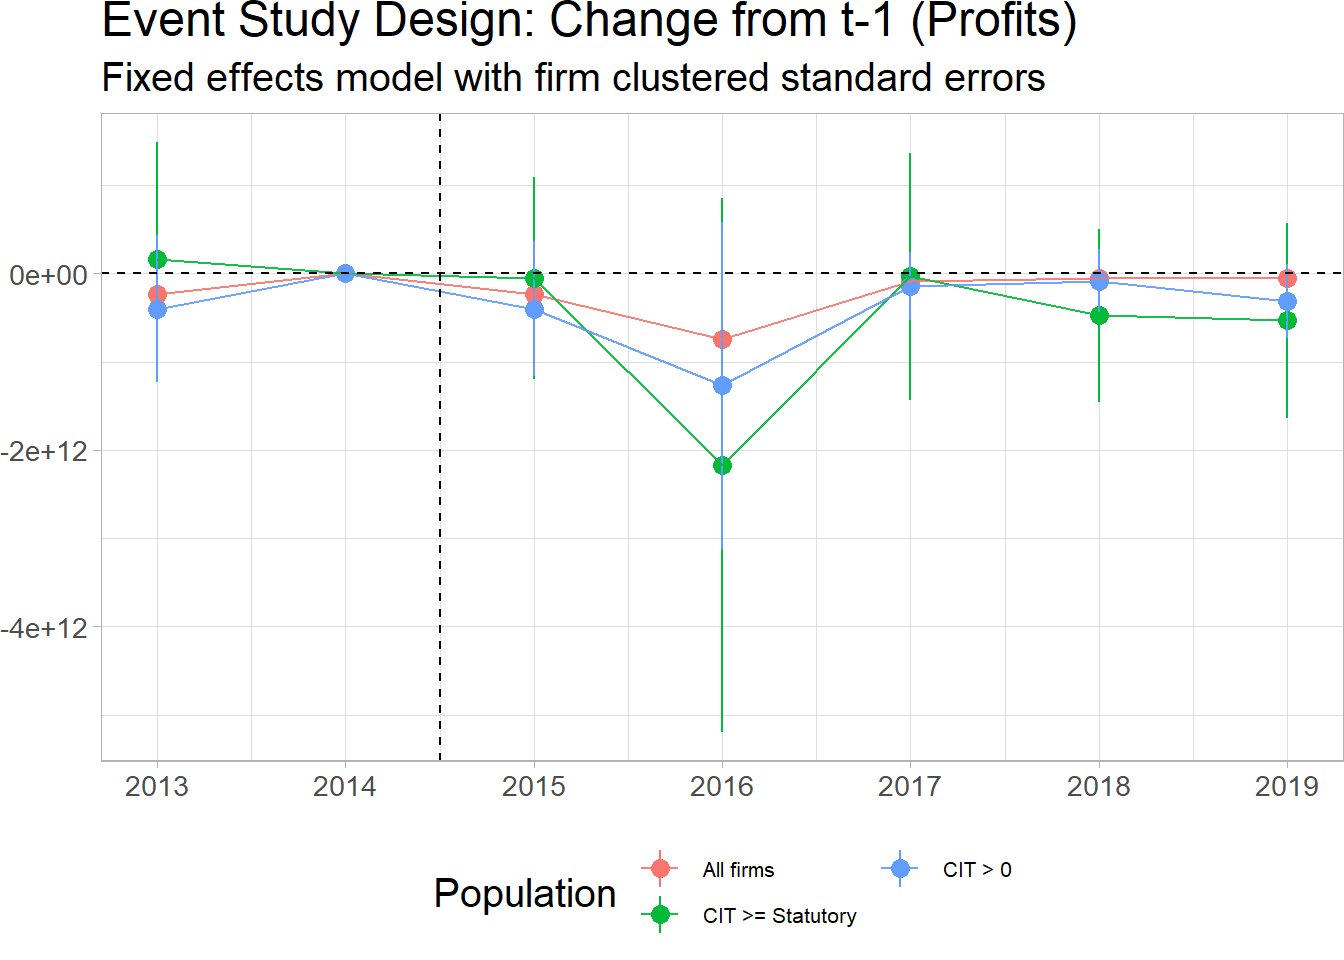 Event Study Design: Change from t-1 (Profits)
Fixed effects model with firm clustered standard errors
0e+00
-2e+12
-4e+12
2013 2014 2015 2016 2017 2018 2019
Population
All firms
CIT >= Statutory
CIT > 0